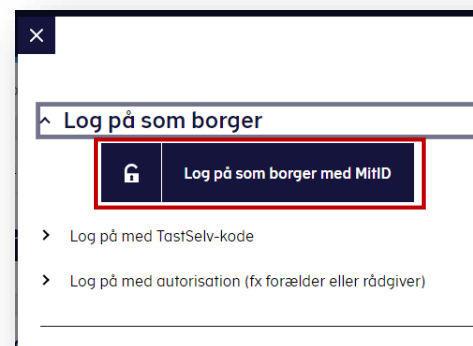 Log på som borger
Log på som borger med MitID
Log på med TastSelv-kode
Log på med autorisation (fx forælder eller rådgiver)